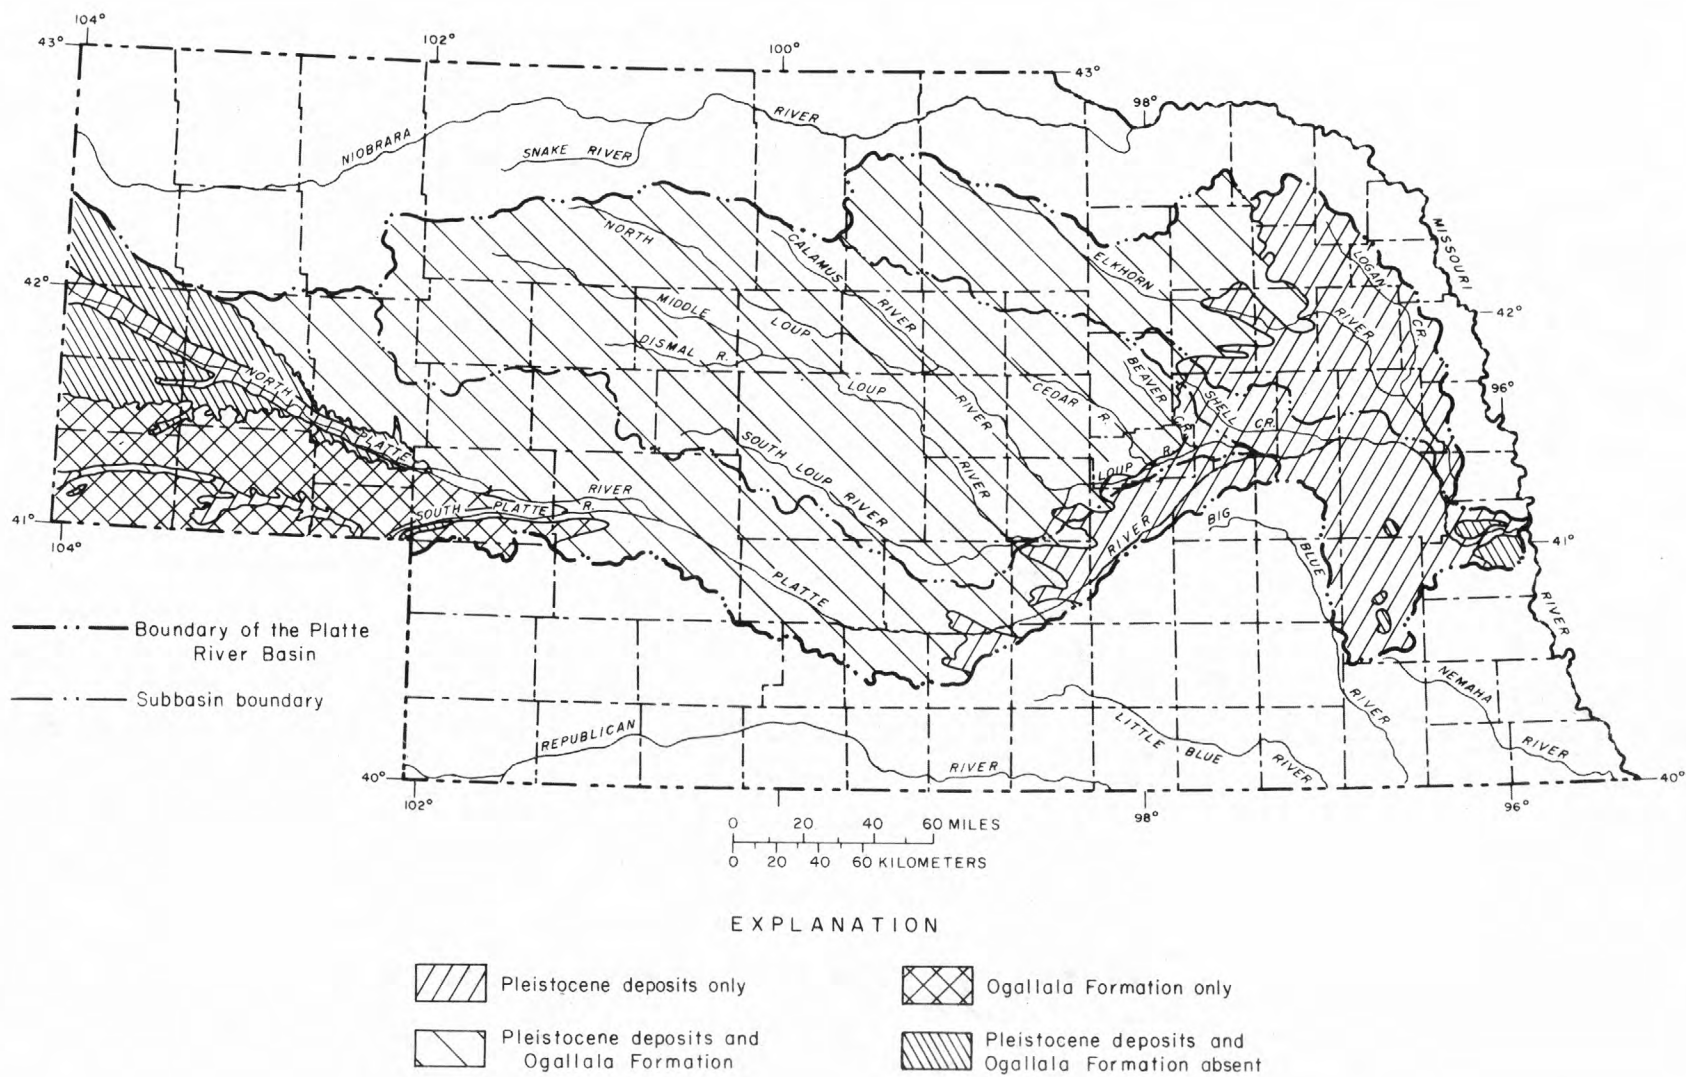 104°
43°
102°
100°
43°
98°
NIOBRARA
RIVER
SNAKE RIVER
MISSOURI
NORTH
CALAMUS
ELKHORN
LOGAN
42°
MIDDLE
LOUP
RIVER
RIVER
CR.
42°
DISMAL R.
LOUP
CEDAR R.
BEAVER
CR.
SHELL
CR.
96°
NORTH
PLATTE
RIVER
SOUTH LOUP RIVER
RIVER
RIVER
LOUP R.
SOUTH PLATTE R.
BIG
BLUE
RIVER
41°
104°
41°
PLATTE
RIVER
Boundary of the Platte
River Basin
Subbasin boundary
NEMAHA
RIVER
RIVER
REPUBLICAN
RIVER
LITTLE BLUE RIVER
40°
102°
98°
96°
40°
0 20 40 60 MILES
0 20 40 60 KILOMETERS
EXPLANATION
Pleistocene deposits only
Ogallala Formation only
Pleistocene deposits and
Ogallala Formation
Pleistocene deposits and
Ogallala Formation absent